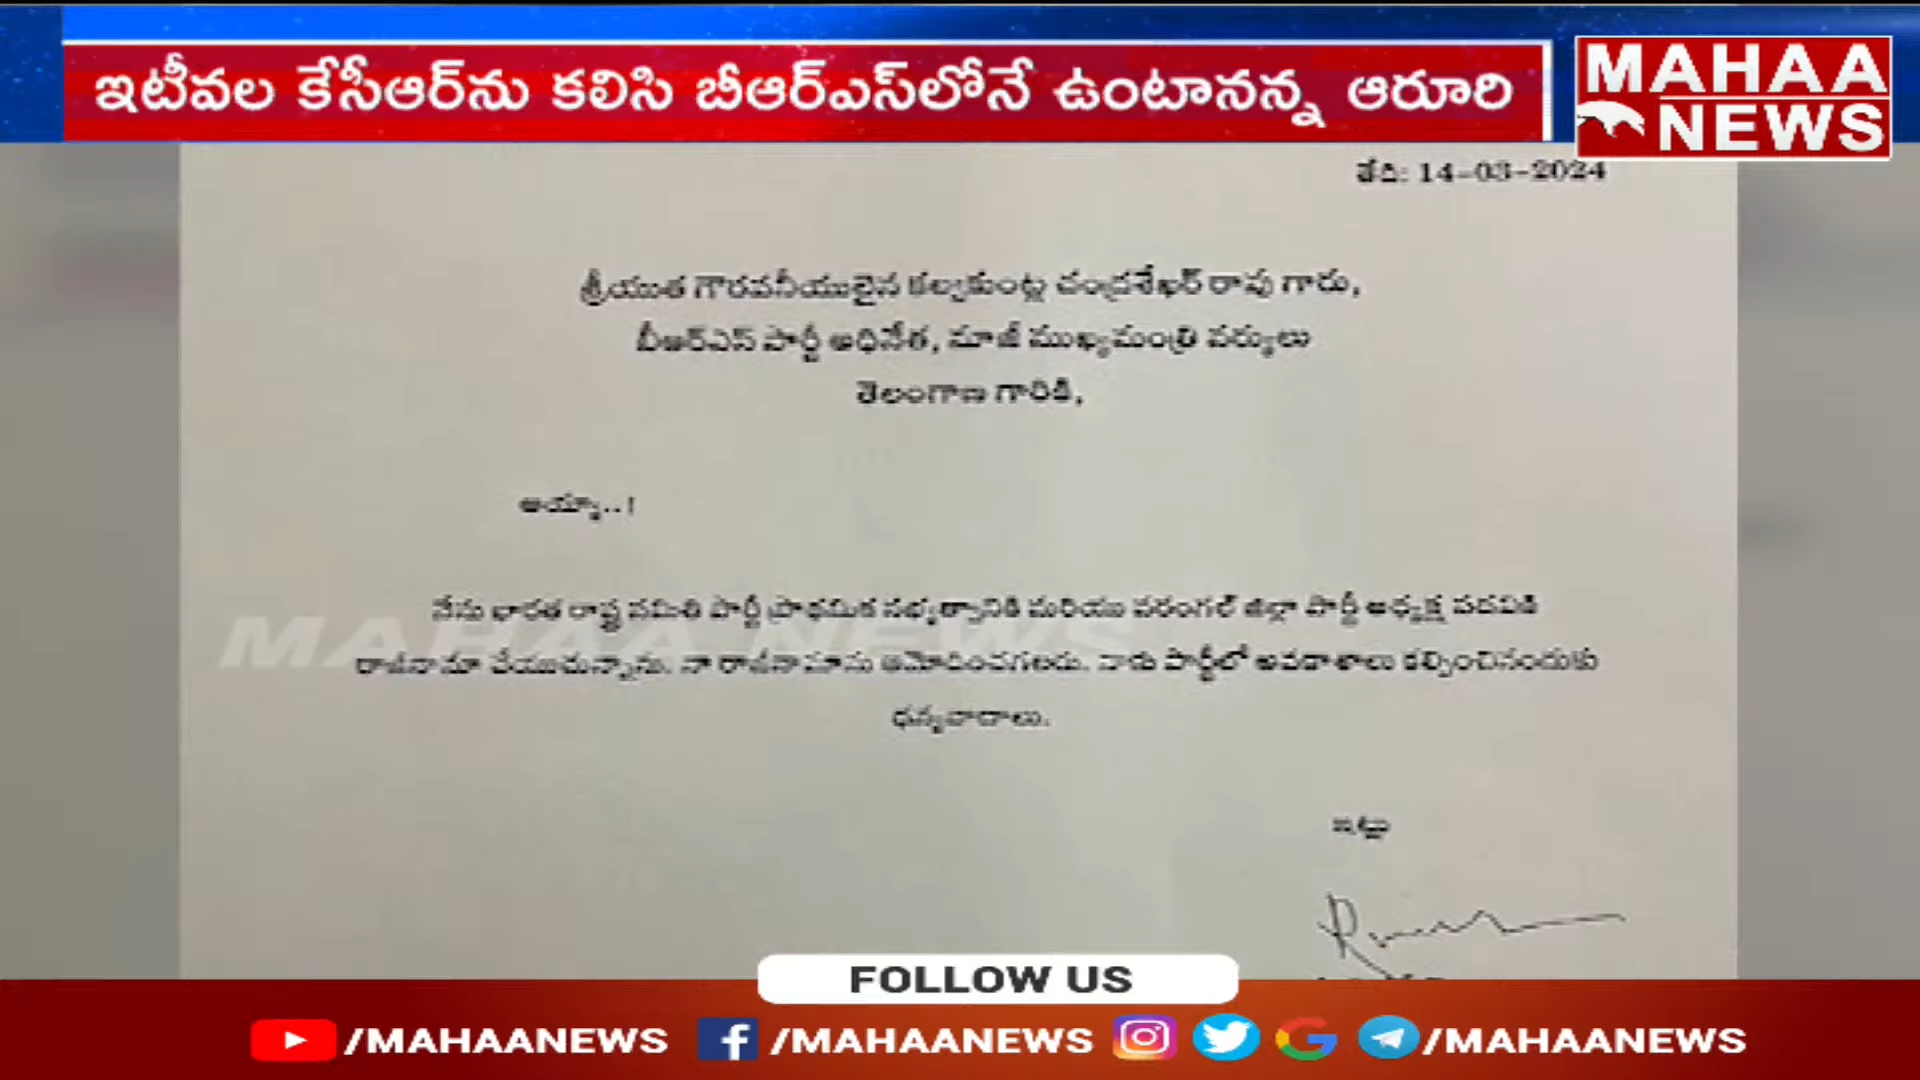 ఇటీవల కేసీఆర్‌ను కలిసి బీఆర్ఎస్‌లోనే ఉంటానన్న ఆరూరి
MAHAA
NEWS
తేది: 14-03-2024
శ్రీయుత గౌరవనీయులైన కల్వకుంట్ల చంద్రశేఖర్ రావు గారు,
బీఆర్ఎస్ పార్టీ అధినేత, మాజీ ముఖ్యమంత్రి వర్యులు
తెలంగాణ గారికి,
అయ్యా..!
నేను భారత రాష్ట్ర సమితి పార్టీ ప్రాథమిక సభ్యత్వానికి మరియు వరంగల్ జిల్లా పార్టీ అధ్యక్ష పదవికి
రాజీనామా చేయుచున్నాను. నా రాజీనామాను ఆమోదించగలరు. నాకు పార్టీలో అవకాశాలు కల్పించినందుకు
ధన్యవాదాలు.
MAHAA NEWS
ఇట్లు
FOLLOW US
/MAHAANEWS /MAHAANEWS /MAHAANEWS